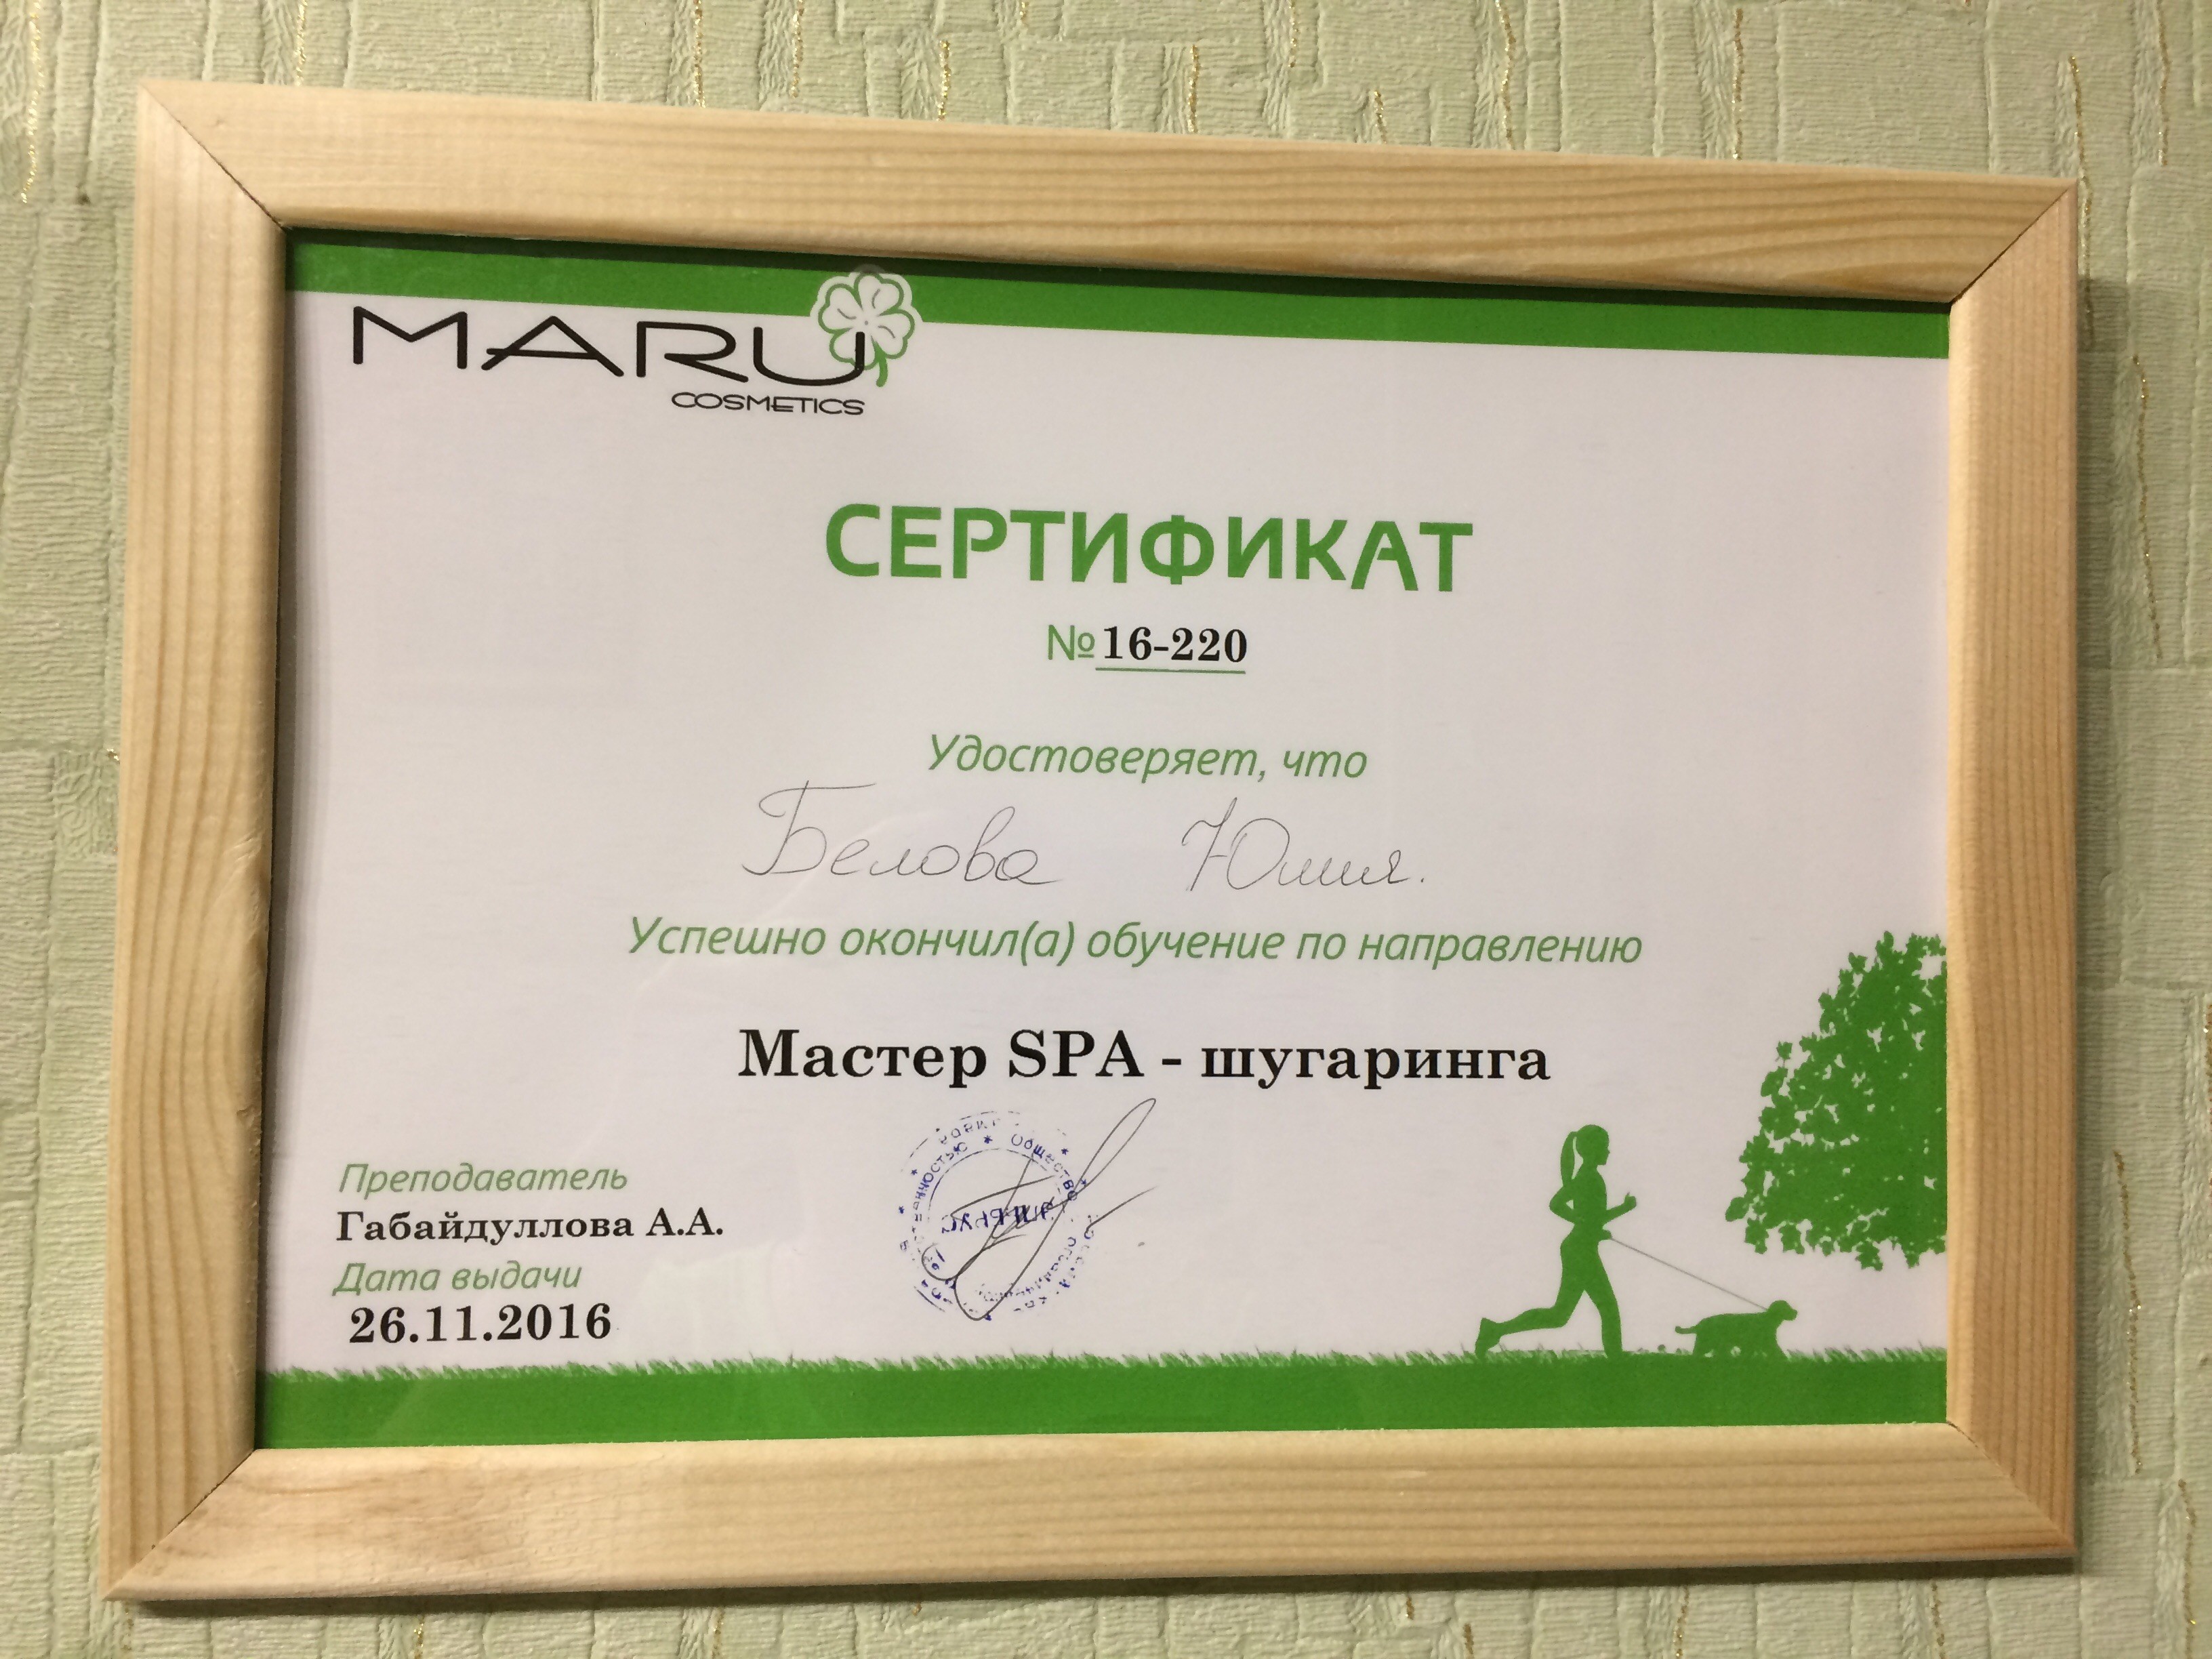 MARU
COSMETICS
СЕРТИФИКАТ
№16-220
Удостоверяет, что
Белова Юлия.
Успешно окончил(а) обучение по направлению
Мастер SPA - шугаринга
Преподаватель
Габайдуллова А.А.
Дата выдачи
26.11.2016
Общество